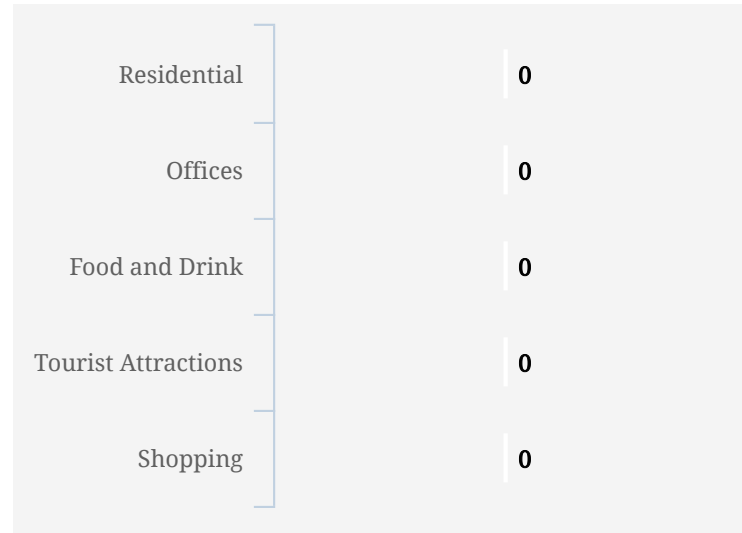 Residential 0
Offices 0
Food and Drink 0
Tourist Attractions 0
Shopping 0